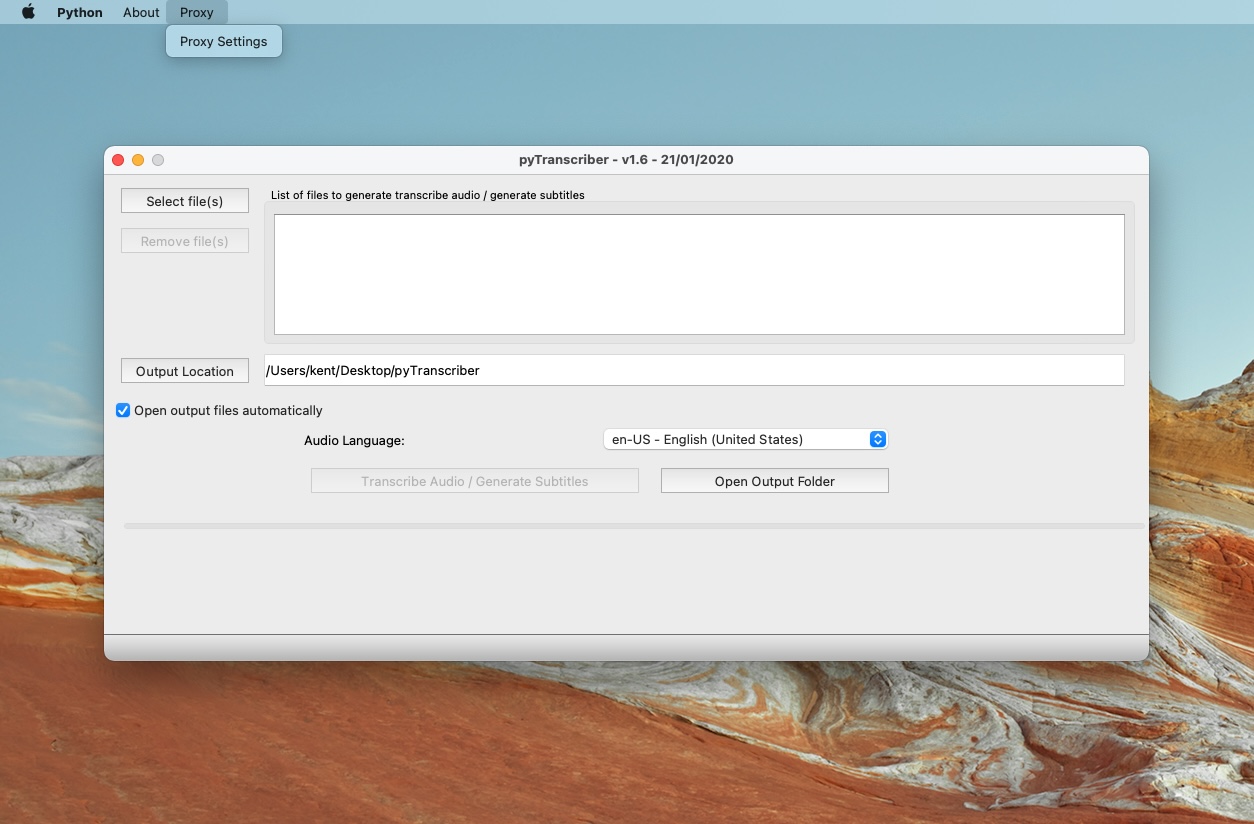 Python About Proxy
Proxy Settings
pyTranscriber - v1.6 - 21/01/2020
Select file(s)
List of files to generate transcribe audio / generate subtitles
Remove file(s)
Output Location
/Users/kent/Desktop/pyTranscriber
Open output files automatically
Audio Language:
en-US - English (United States)
Transcribe Audio / Generate Subtitles
Open Output Folder